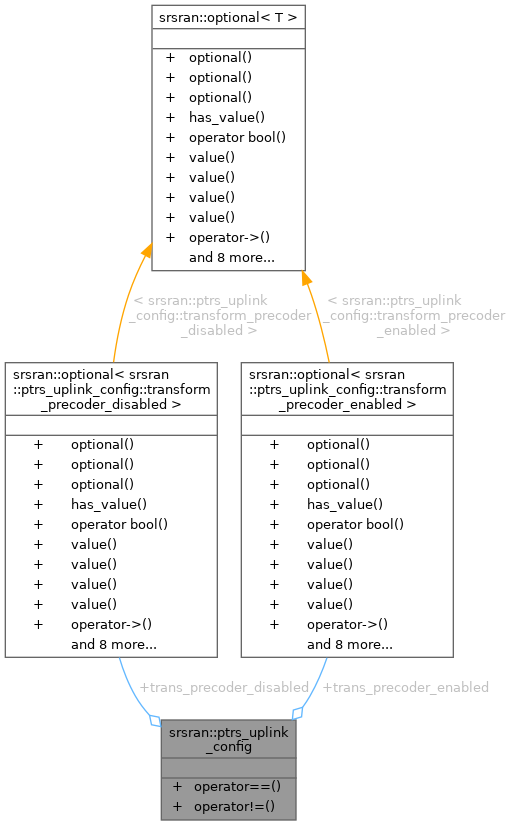 srsran::optional< T >
+ optional()
+ optional()
+ optional()
+ has_value()
+ operator bool()
+ value()
+ value()
+ value()
+ value()
+ operator->()
and 8 more...
< srsran::ptrs_uplink
_config::transform_precoder
_disabled >
< srsran::ptrs_uplink
_config::transform_precoder
_enabled >
srsran::optional< srsran
::ptrs_uplink_config::transform
_precoder_disabled >
+ optional()
+ optional()
+ optional()
+ has_value()
+ operator bool()
+ value()
+ value()
+ value()
+ value()
+ operator->()
and 8 more...
srsran::optional< srsran
::ptrs_uplink_config::transform
_precoder_enabled >
+ optional()
+ optional()
+ optional()
+ has_value()
+ operator bool()
+ value()
+ value()
+ value()
+ value()
+ operator->()
and 8 more...
+trans_precoder_disabled
+trans_precoder_enabled
srsran::ptrs_uplink
_config
+ operator==()
+ operator!=()